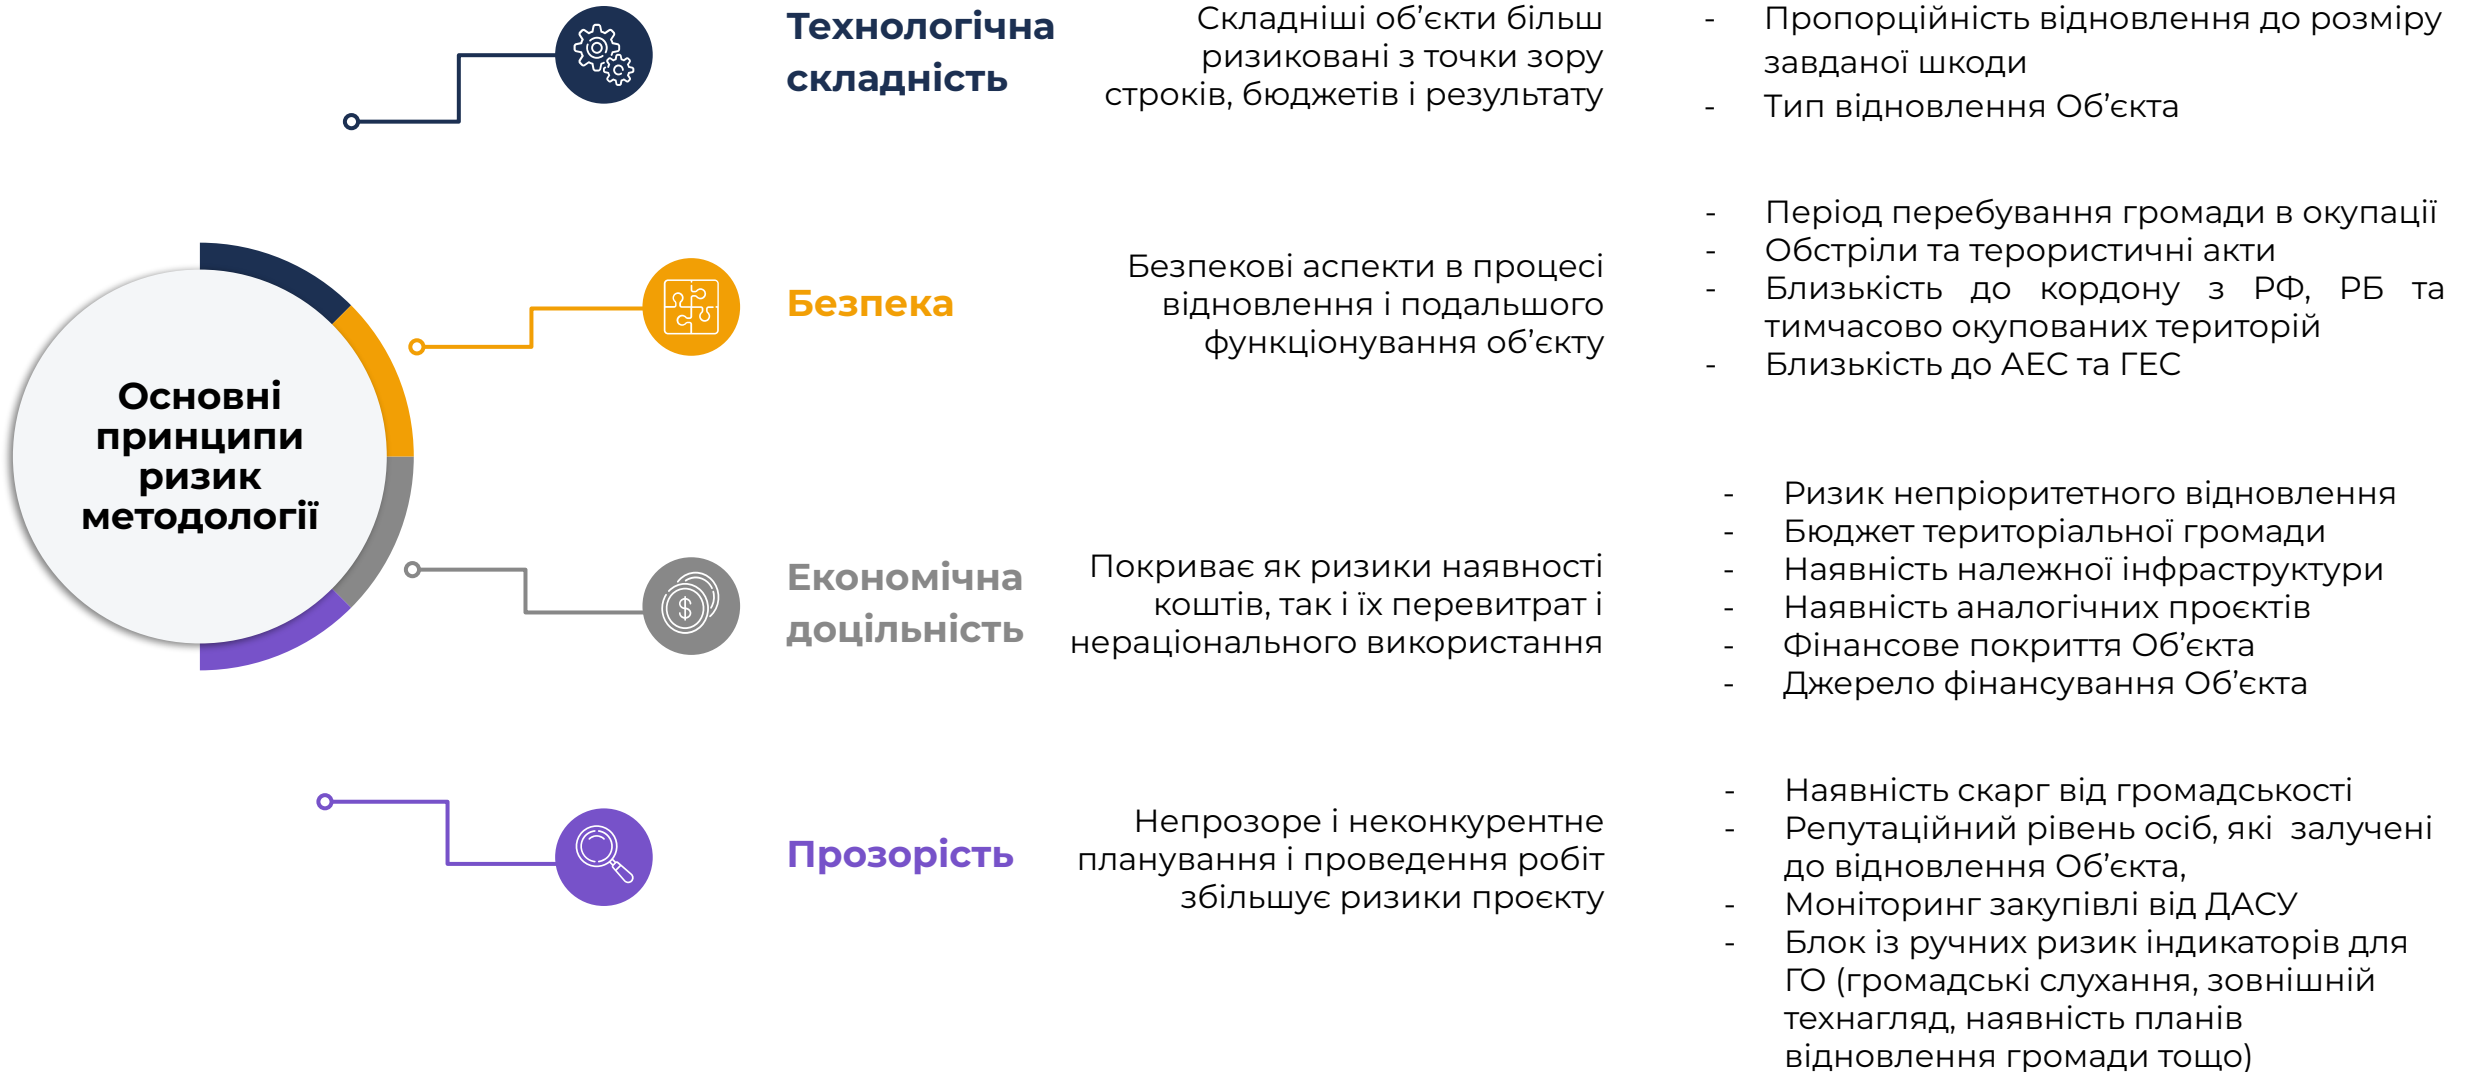 Основні
принципи
ризик
методології
Технологічна
складність
Складніші об’єкти більш
ризиковані з точки зору
строків, бюджетів і результату
- Пропорційність відновлення до розміру
завданої шкоди
- Тип відновлення Об’єкта
Безпека
Безпекові аспекти в процесі
відновлення і подальшого
функціонування об’єкту
- Період перебування громади в окупації
- Обстріли та терористичні акти
- Близькість до кордону з РФ, РБ та
тимчасово окупованих територій
- Близькість до АЕС та ГЕС
Економічна
доцільність
Покриває як ризики наявності
коштів, так і їх перевитрат і
нераціонального використання
- Ризик непріоритетного відновлення
- Бюджет територіальної громади
- Наявність належної інфраструктури
- Наявність аналогічних проєктів
- Фінансове покриття Об’єкта
- Джерело фінансування Об’єкта
Прозорість
Непрозоре і неконкурентне
планування і проведення робіт
збільшує ризики проєкту
- Наявність скарг від громадськості
- Репутаційний рівень осіб, які залучені
до відновлення Об’єкта,
- Моніторинг закупівлі від ДАСУ
- Блок із ручних ризик індикаторів для
ГО (громадські слухання, зовнішній
технагляд, наявність планів
відновлення громади тощо)